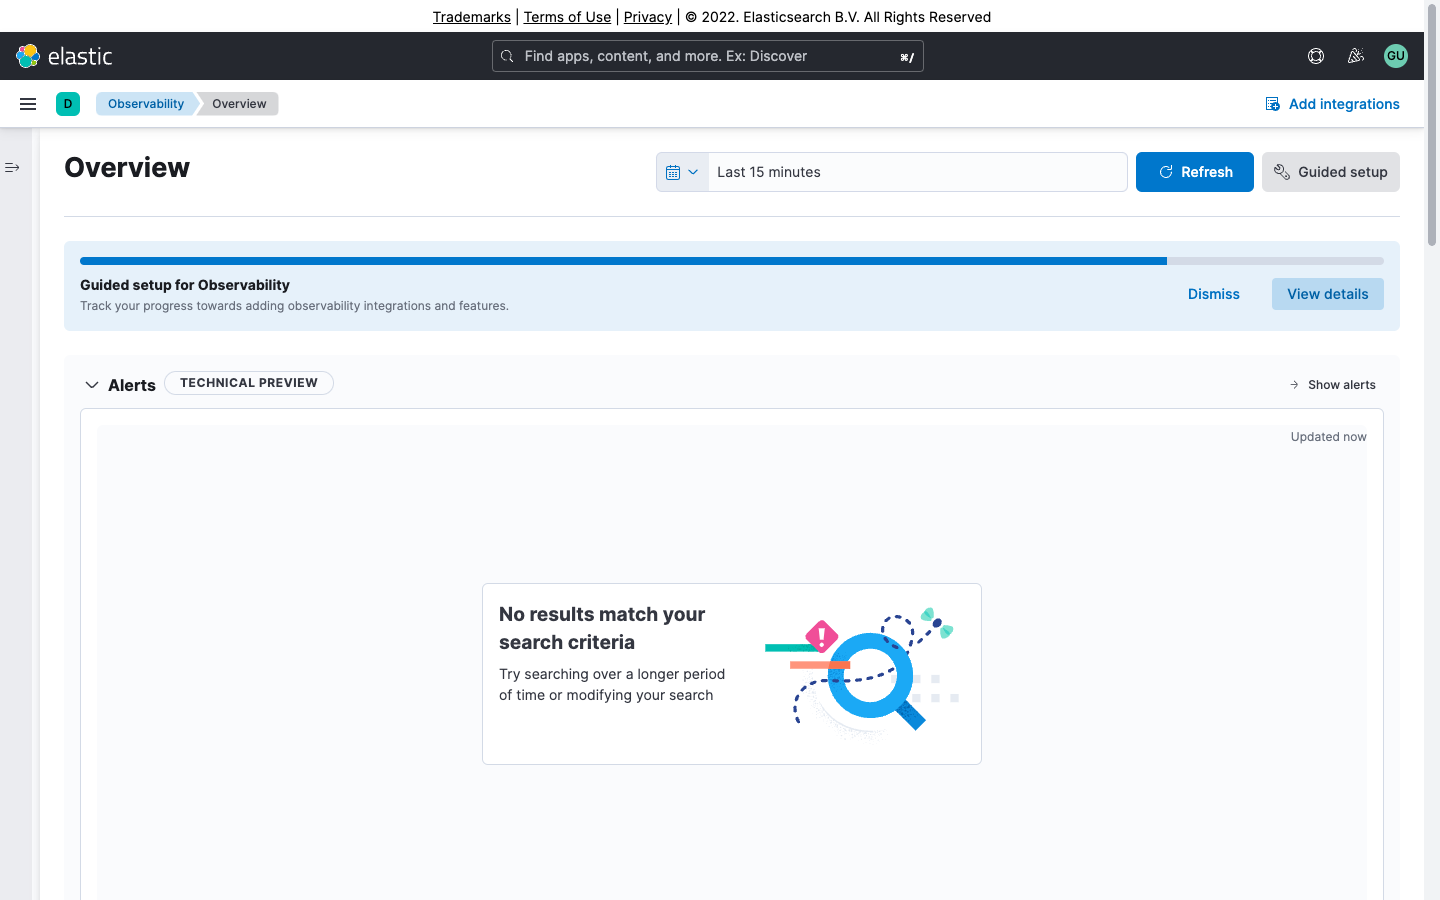 Trademarks | Terms of Use | Privacy | © 2022. Elasticsearch B.V. All Rights Reserved
elastic
Find apps, content, and more. Ex: Discover
⌘/
GU
D
Observability
Overview
Add integrations
Overview
Last 15 minutes
Refresh
Guided setup
Guided setup for Observability
Track your progress towards adding observability integrations and features.
Dismiss
View details
Alerts
TECHNICAL PREVIEW
Show alerts
Updated now
No results match your
search criteria
Try searching over a longer period
of time or modifying your search